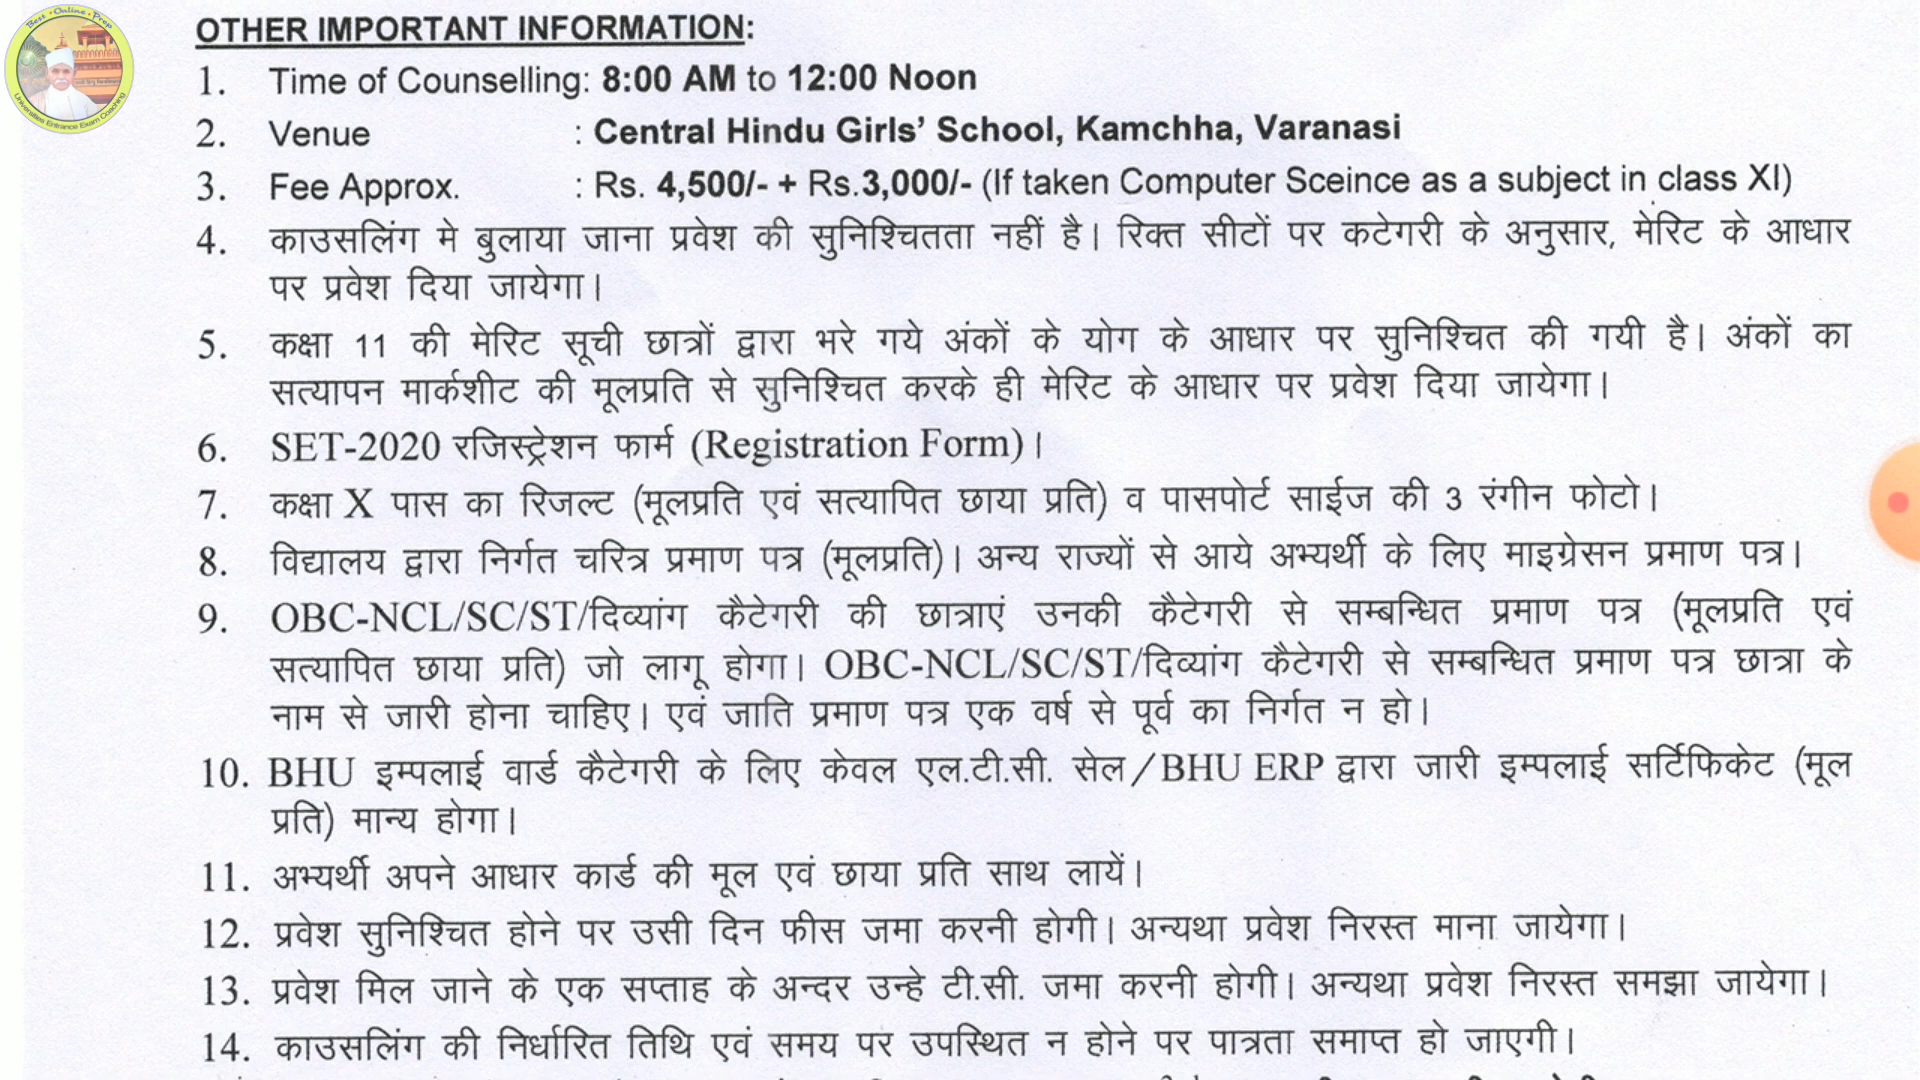 Best Online Prep
Universities Entrance Exam Coaching
OTHER IMPORTANT INFORMATION:
1. Time of Counselling: 8:00 AM to 12:00 Noon
2. Venue : Central Hindu Girls' School, Kamchha, Varanasi
3. Fee Approx. : Rs. 4,500/- + Rs.3,000/- (If taken Computer Sceince as a subject in class XI)
4. काउसलिंग मे बुलाया जाना प्रवेश की सुनिश्चितता नहीं है। रिक्त सीटों पर कटेगरी के अनुसार, मेरिट के आधार
पर प्रवेश दिया जायेगा।
5. कक्षा 11 की मेरिट सूची छात्रों द्वारा भरे गये अंकों के योग के आधार पर सुनिश्चित की गयी है। अंकों का
सत्यापन मार्कशीट की मूलप्रति से सुनिश्चित करके ही मेरिट के आधार पर प्रवेश दिया जायेगा।
6. SET-2020 रजिस्ट्रेशन फार्म (Registration Form)।
7. कक्षा X पास का रिजल्ट (मूलप्रति एवं सत्यापित छाया प्रति) व पासपोर्ट साईज की 3 रंगीन फोटो।
8. विद्यालय द्वारा निर्गत चरित्र प्रमाण पत्र (मूलप्रति)। अन्य राज्यों से आये अभ्यर्थी के लिए माइग्रेसन प्रमाण पत्र।
9. OBC-NCL/SC/ST/दिव्यांग कैटेगरी की छात्राएं उनकी कैटेगरी से सम्बन्धित प्रमाण पत्र (मूलप्रति एवं
सत्यापित छाया प्रति) जो लागू होगा। OBC-NCL/SC/ST/दिव्यांग कैटेगरी से सम्बन्धित प्रमाण पत्र छात्रा के
नाम से जारी होना चाहिए। एवं जाति प्रमाण पत्र एक वर्ष से पूर्व का निर्गत न हो।
10. BHU इम्पलाई वार्ड कैटेगरी के लिए केवल एल.टी.सी. सेल/BHU ERP द्वारा जारी इम्पलाई सर्टिफिकेट (मूल
प्रति) मान्य होगा।
11. अभ्यर्थी अपने आधार कार्ड की मूल एवं छाया प्रति साथ लायें।
12. प्रवेश सुनिश्चित होने पर उसी दिन फीस जमा करनी होगी। अन्यथा प्रवेश निरस्त माना जायेगा।
13. प्रवेश मिल जाने के एक सप्ताह के अन्दर उन्हे टी.सी. जमा करनी होगी। अन्यथा प्रवेश निरस्त समझा जायेगा।
14. काउसलिंग की निर्धारित तिथि एवं समय पर उपस्थित न होने पर पात्रता समाप्त हो जाएगी।